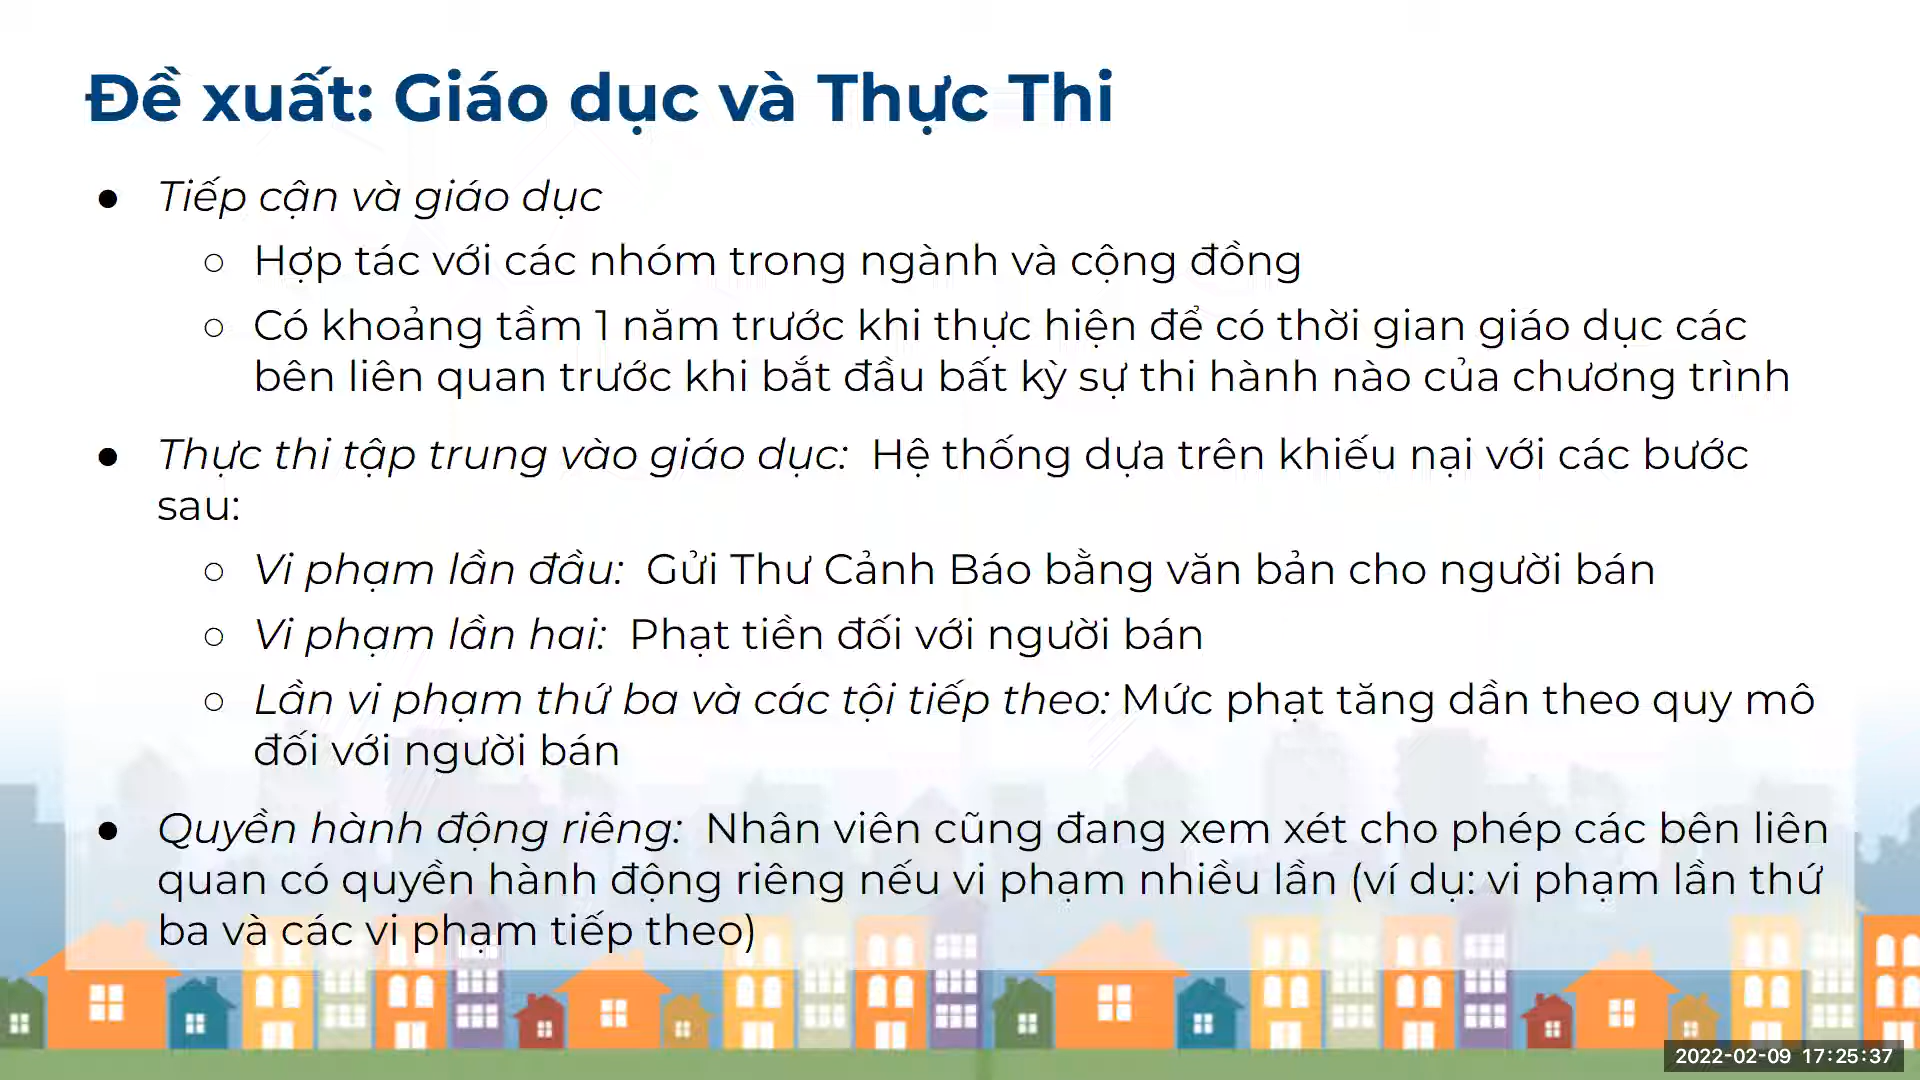 Đề xuất: Giáo dục và Thực Thi
● Tiếp cận và giáo dục
○ Hợp tác với các nhóm trong ngành và cộng đồng
○ Có khoảng tầm 1 năm trước khi thực hiện để có thời gian giáo dục các
bên liên quan trước khi bắt đầu bất kỳ sự thi hành nào của chương trình
● Thực thi tập trung vào giáo dục: Hệ thống dựa trên khiếu nại với các bước
sau:
○ Vi phạm lần đầu: Gửi Thư Cảnh Báo bằng văn bản cho người bán
○ Vi phạm lần hai: Phạt tiền đối với người bán
○ Lần vi phạm thứ ba và các tội tiếp theo: Mức phạt tăng dần theo quy mô
đối với người bán
● Quyền hành động riêng: Nhân viên cũng đang xem xét cho phép các bên liên
quan có quyền hành động riêng nếu vi phạm nhiều lần (ví dụ: vi phạm lần thứ
ba và các vi phạm tiếp theo)
2022-02-09 17:25:37